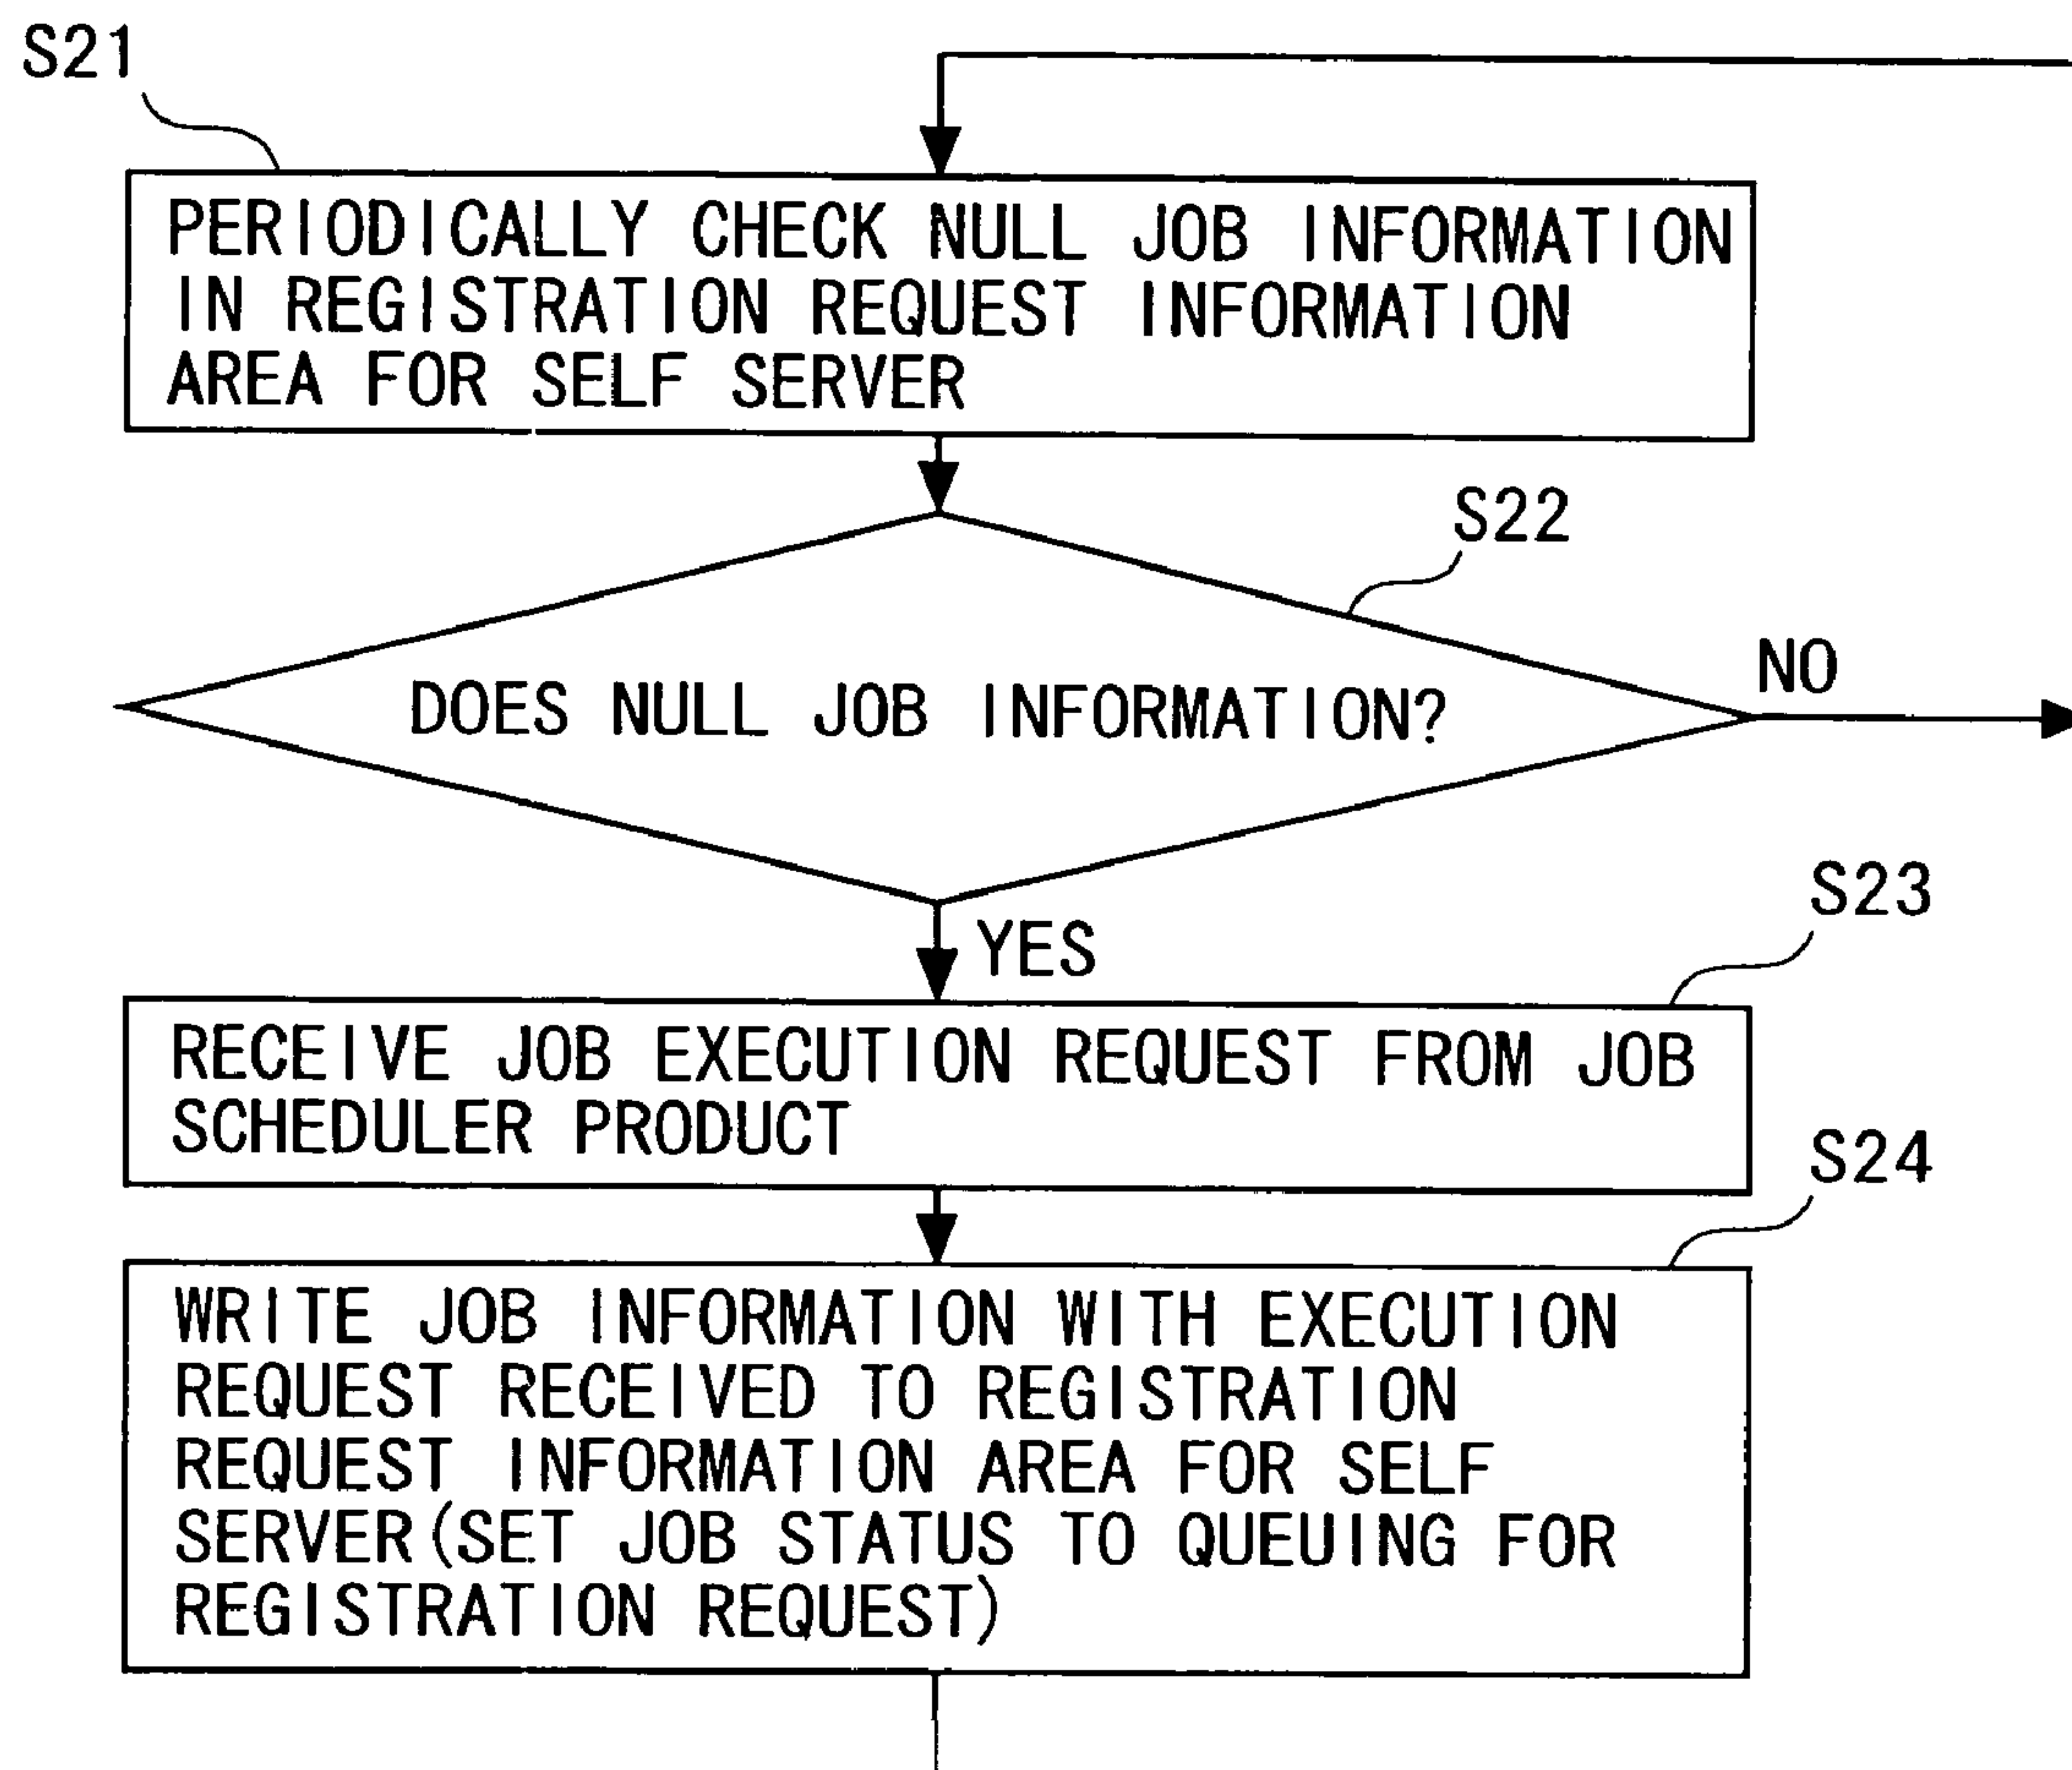 S21
PERIODICALLY CHECK NULL JOB INFORMATION
IN REGISTRATION REQUEST INFORMATION
AREA FOR SELF SERVER
S22
DOES NULL JOB INFORMATION?
NO
YES
S23
RECEIVE JOB EXECUTION REQUEST FROM JOB
SCHEDULER PRODUCT
S24
WRITE JOB INFORMATION WITH EXECUTION
REQUEST RECEIVED TO REGISTRATION
REQUEST INFORMATION AREA FOR SELF
SERVER(SET JOB STATUS TO QUEUING FOR
REGISTRATION REQUEST)